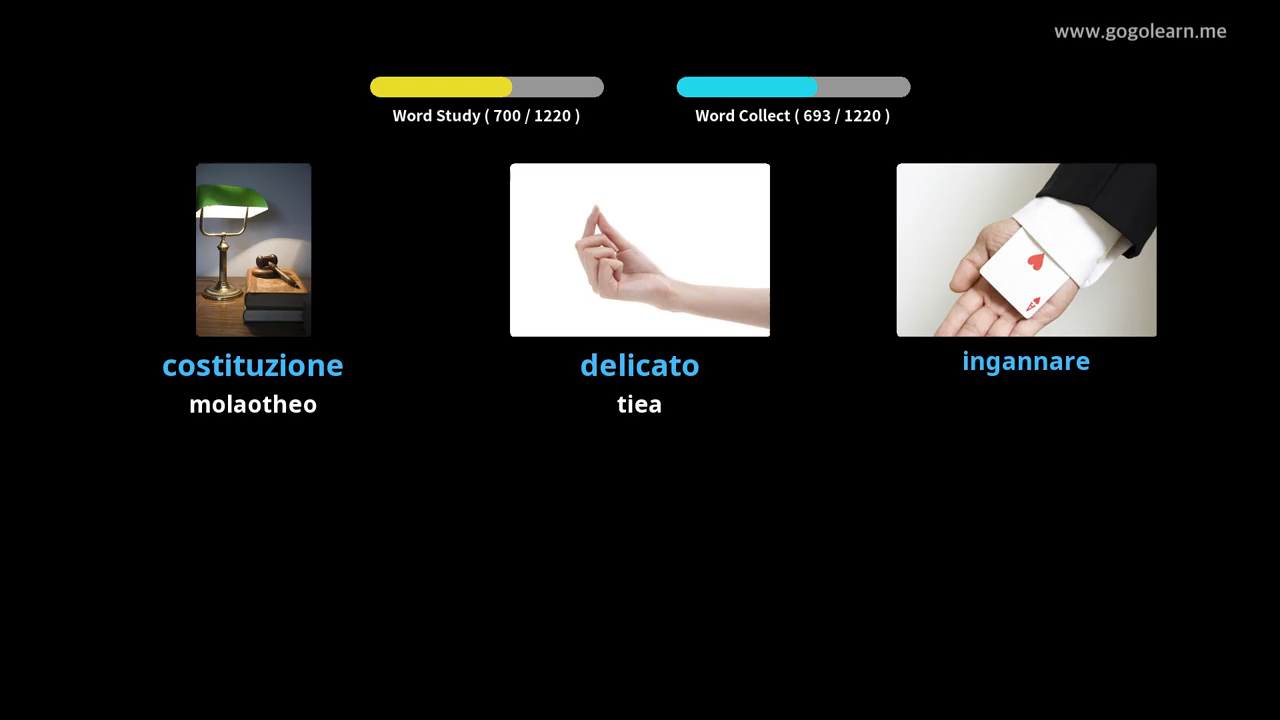 www.gogolearn.me
Word Study ( 700 / 1220 )
Word Collect ( 693 / 1220 )
costituzione
molaotheo
delicato
tiea
ingannare